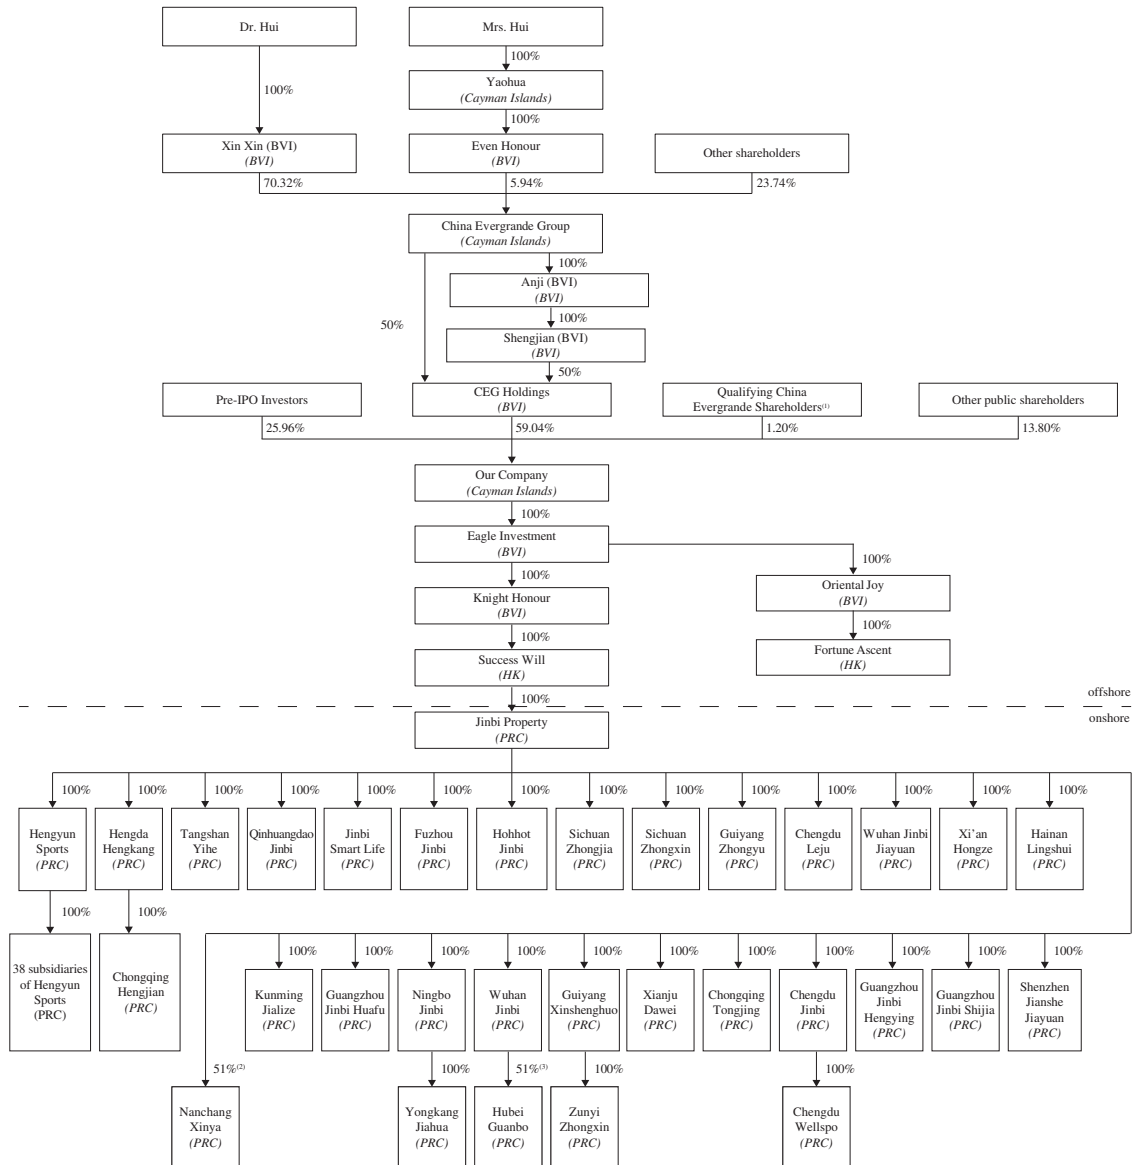 Dr. Hui
Mrs. Hui
100%
100%
Yaohua
(Cayman Islands)
100%
Xin Xin (BVI)
(BVI)
Even Honour
(BVI)
Other shareholders
70.32%
5.94%
23.74%
China Evergrande Group
(Cayman Islands)
100%
Anji (BVI)
(BVI)
100%
50%
Shengjian (BVI)
(BVI)
50%
Pre-IPO Investors
CEG Holdings
(BVI)
Qualifying China
Evergrande Shareholders(1)
Other public shareholders
25.96%
59.04%
1.20%
13.80%
Our Company
(Cayman Islands)
100%
Eagle Investment
(BVI)
100%
100%
Knight Honour
(BVI)
Oriental Joy
(BVI)
100%
100%
Success Will
(HK)
Fortune Ascent
(HK)
100%
offshore
onshore
Jinbi Property
(PRC)
100%
100%
100%
100%
100%
100%
100%
100%
100%
100%
100%
100%
100%
100%
Hengyun
Sports
(PRC)
Hengda
Hengkang
(PRC)
Tangshan
Yihe
(PRC)
Qinhuangdao
Jinbi
(PRC)
Jinbi
Smart Life
(PRC)
Fuzhou
Jinbi
(PRC)
Hohhot
Jinbi
(PRC)
Sichuan
Zhongjia
(PRC)
Sichuan
Zhongxin
(PRC)
Guiyang
Zhongyu
(PRC)
Chengdu
Leju
(PRC)
Wuhan Jinbi
Jiayuan
(PRC)
Xi'an
Hongze
(PRC)
Hainan
Lingshui
(PRC)
100%
100%
38 subsidiaries
of Hengyun
Sports
(PRC)
Chongqing
Hengjian
(PRC)
100%
100%
100%
100%
100%
100%
100%
100%
100%
100%
100%
Kunming
Jialize
(PRC)
Guangzhou
Jinbi Huafu
(PRC)
Ningbo
Jinbi
(PRC)
Wuhan
Jinbi
(PRC)
Guiyang
Xinshenghuo
(PRC)
Xianju
Dawei
(PRC)
Chongqing
Tongjing
(PRC)
Chengdu
Jinbi
(PRC)
Guangzhou
Jinbi
Hengying
(PRC)
Guangzhou
Jinbi Shijia
(PRC)
Shenzhen
Jianshe
Jiayuan
(PRC)
51%(2)
100%
51%(3)
100%
100%
Nanchang
Xinya
(PRC)
Yongkang
Jiahua
(PRC)
Hubei
Guanbo
(PRC)
Zunyi
Zhongxin
(PRC)
Chengdu
Wellspo
(PRC)